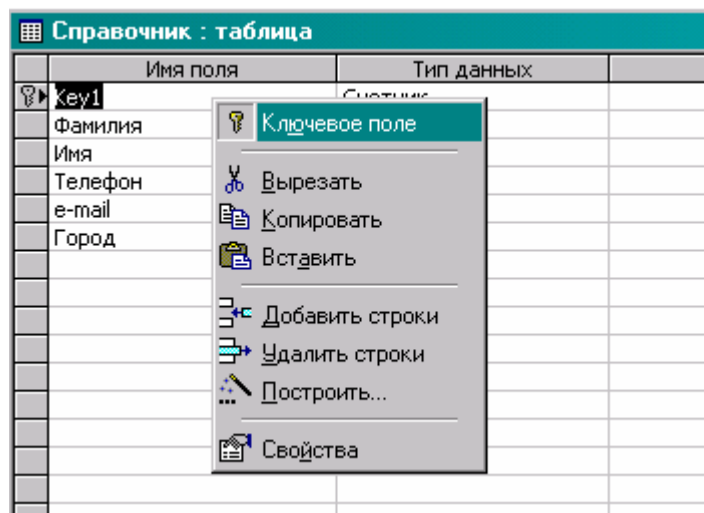 Справочник : таблица
Имя поля Тип данных
Key1 Счетчик
Фамилия
Имя
Телефон
e-mail
Город
Ключевое поле
Вырезать
Копировать
Вставить
Добавить строки
Удалить строки
Построить...
Свойства